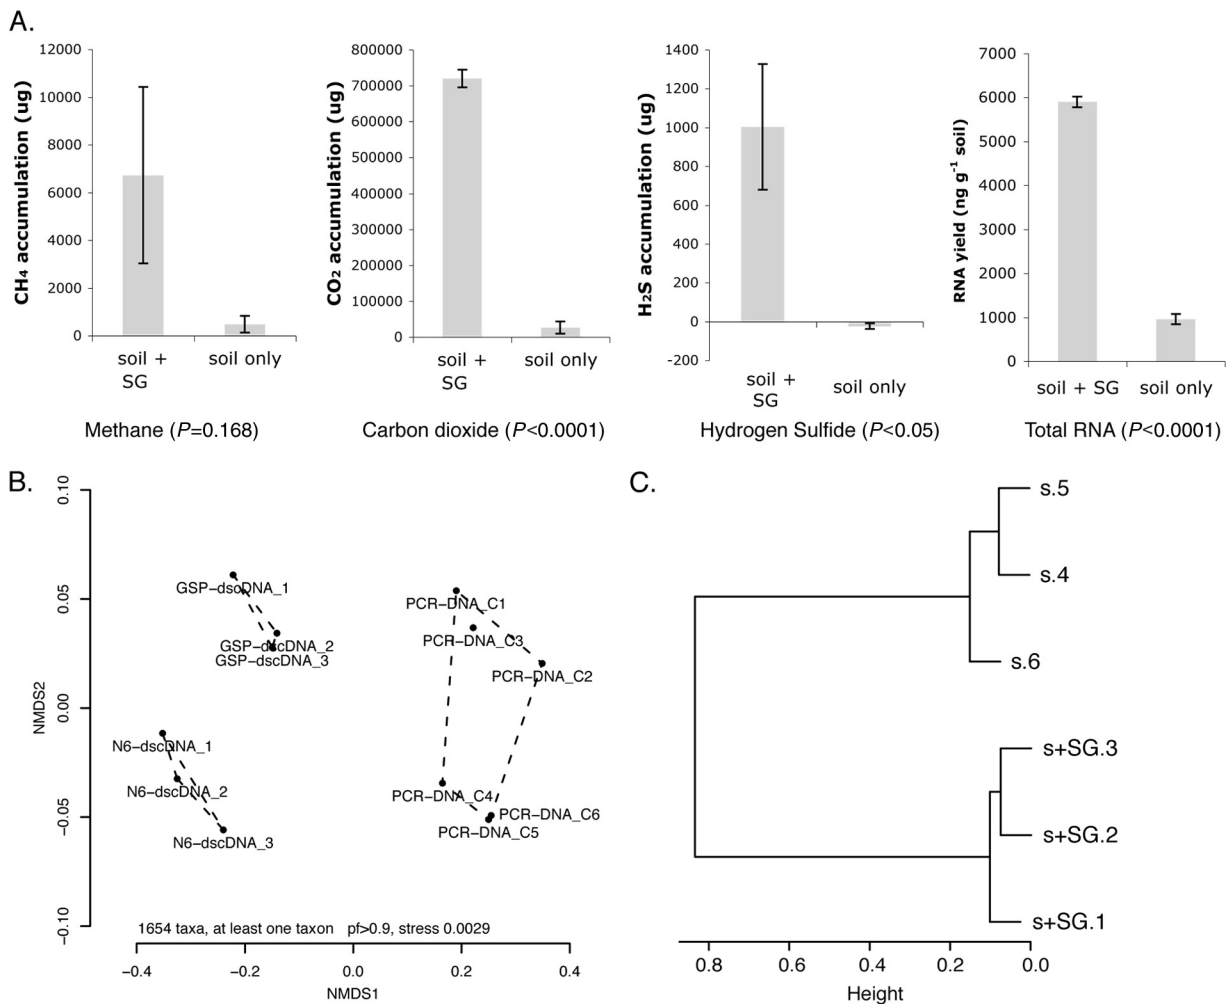 A.
CH₄ accumulation (ug)
12000
10000
8000
6000
4000
2000
0
soil +
SG
soil only
Methane (P=0.168)
CO₂ accumulation (ug)
800000
700000
600000
500000
400000
300000
200000
100000
0
soil +
SG
soil only
Carbon dioxide (P<0.0001)
H₂S accumulation (ug)
1400
1200
1000
800
600
400
200
0
-200
soil +
SG
soil only
Hydrogen Sulfide (P<0.05)
RNA yield (ng g⁻¹ soil)
7000
6000
5000
4000
3000
2000
1000
0
soil + SG
soil only
Total RNA (P<0.0001)
B.
NMDS2
0.10
0.05
0.00
−0.05
−0.10
GSP−dscDNA_1
GSP−dscDNA_2
GSP−dscDNA_3
N6−dscDNA_1
N6−dscDNA_2
N6−dscDNA_3
PCR−DNA_C1
PCR−DNA_C3
PCR−DNA_C2
PCR−DNA_C4
PCR−DNA_C6
PCR−DNA_C5
1654 taxa, at least one taxon pf>0.9, stress 0.0029
−0.4
−0.2
0.0
0.2
0.4
NMDS1
C.
s.5
s.4
s.6
s+SG.3
s+SG.2
s+SG.1
0.8
0.6
0.4
0.2
0.0
Height